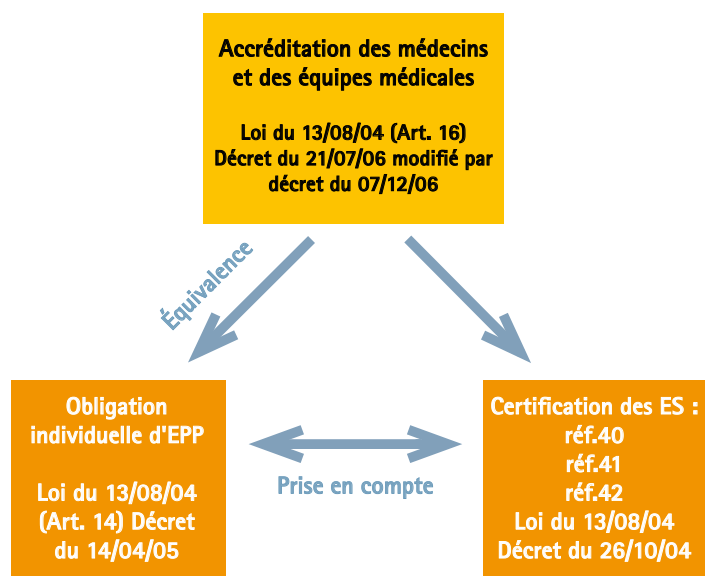 Accréditation des médecins
et des équipes médicales
Loi du 13/08/04 (Art. 16)
Décret du 21/07/06 modifié par
décret du 07/12/06
Équivalence
Obligation
individuelle d'EPP
Loi du 13/08/04
(Art. 14) Décret
du 14/04/05
Prise en compte
Certification des ES :
réf.40
réf.41
réf.42
Loi du 13/08/04
Décret du 26/10/04